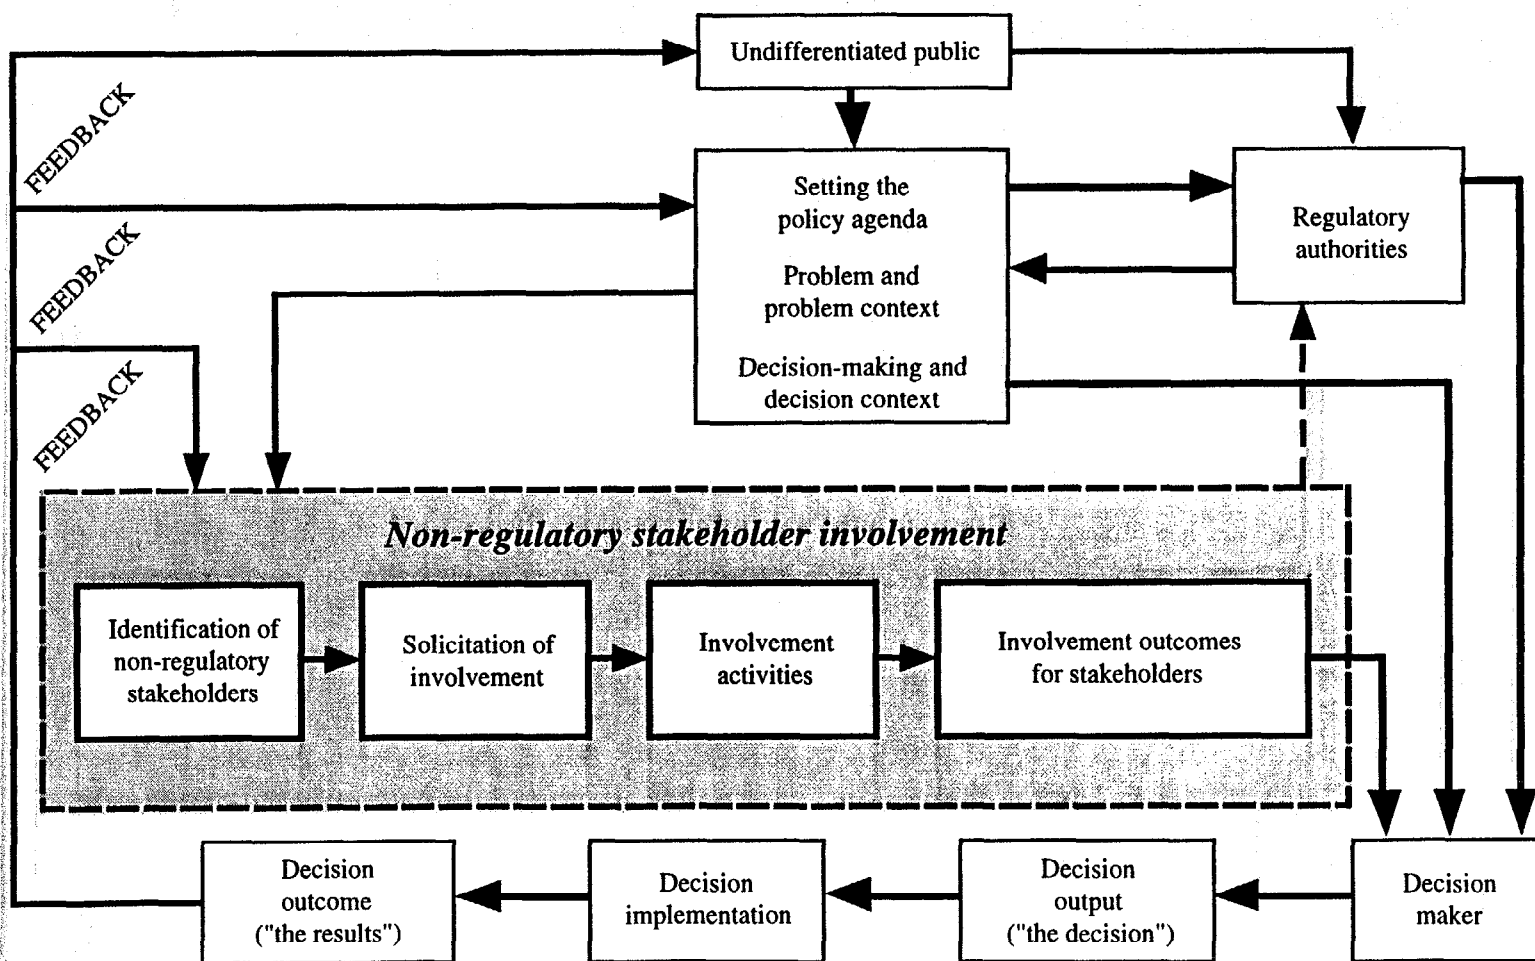 Undifferentiated public
FEEDBACK
Setting the
policy agenda
Problem and
problem context
Decision-making and
decision context
Regulatory
authorities
FEEDBACK
FEEDBACK
Non-regulatory stakeholder involvement
Identification of
non-regulatory
stakeholders
Solicitation of
involvement
Involvement
activities
Involvement outcomes
for stakeholders
Decision
outcome
("the results")
Decision
implementation
Decision
output
("the decision")
Decision
maker